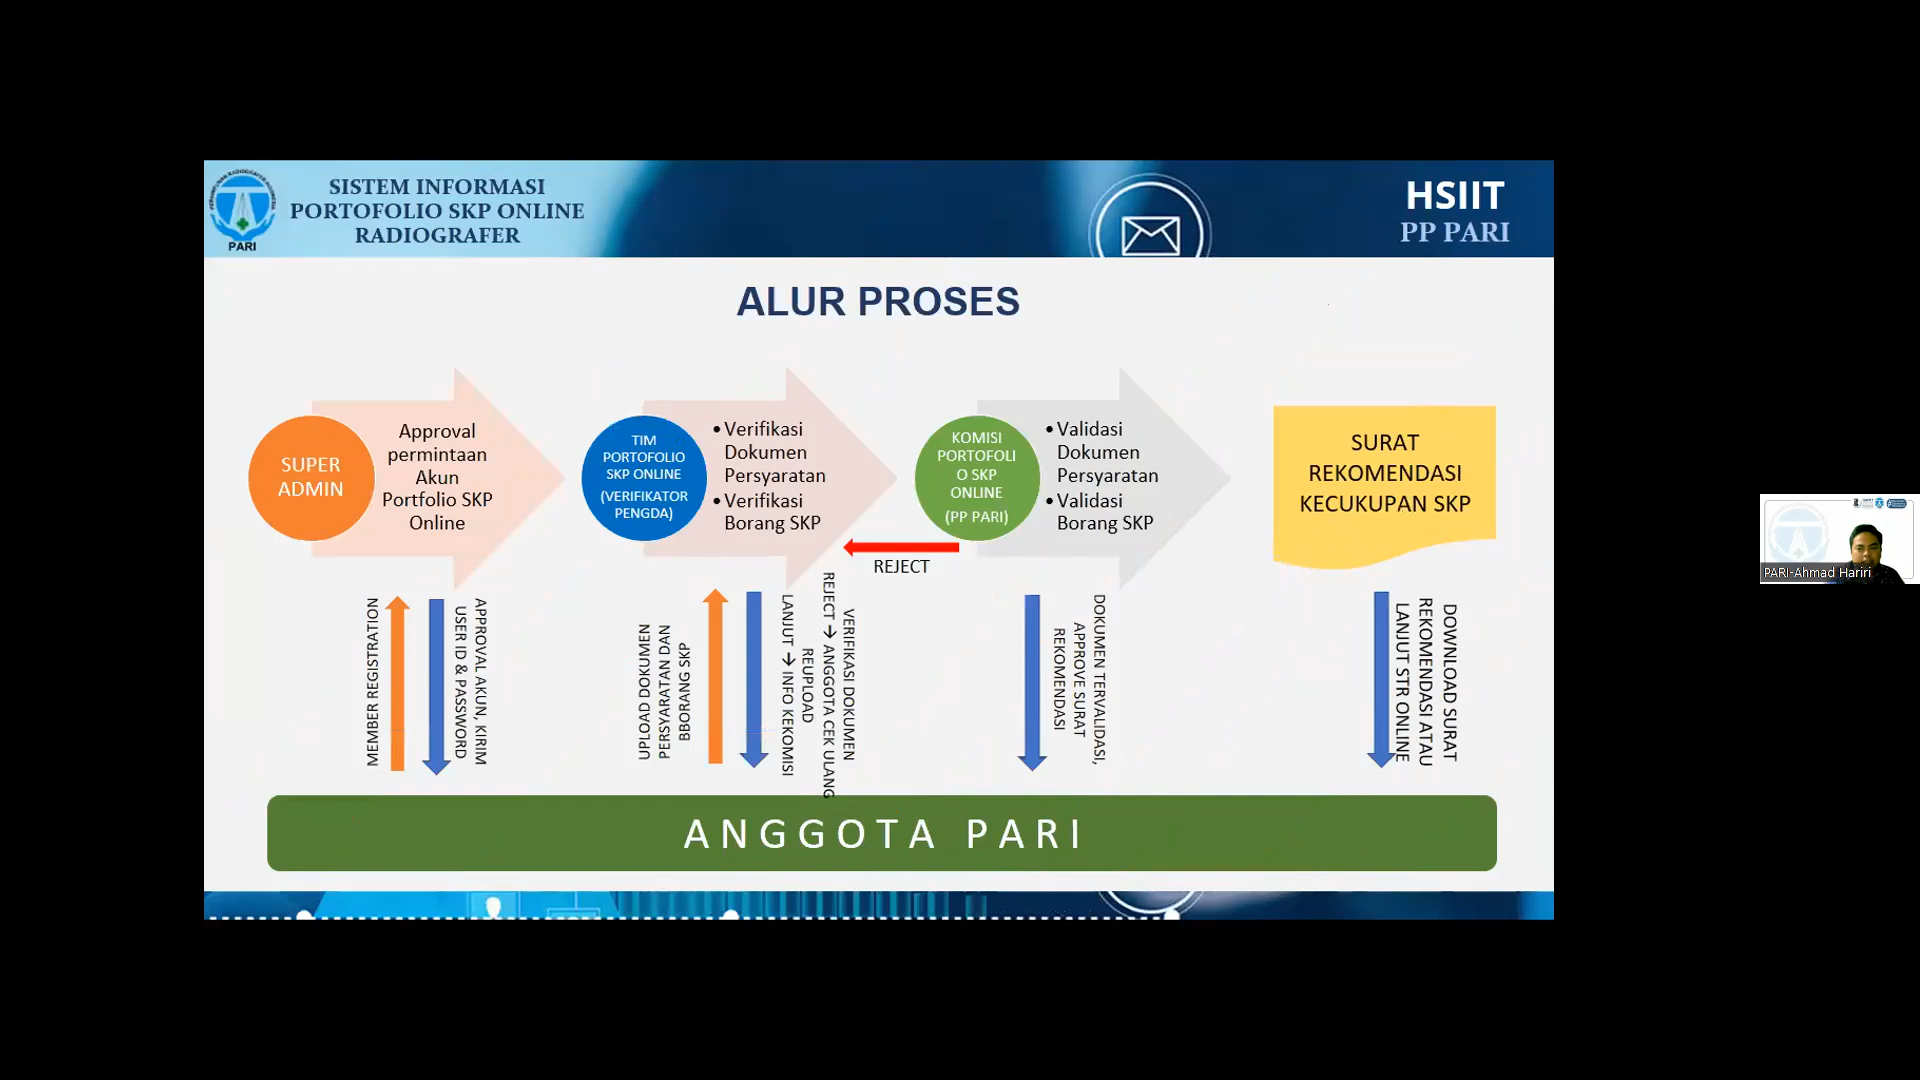 SISTEM INFORMASI
PORTOFOLIO SKP ONLINE
RADIOGRAFER
PARI
HSIIT
PP PARI
ALUR PROSES
SUPER
ADMIN
Approval
permintaan
Akun
Portfolio SKP
Online
TIM
PORTOFOLIO
SKP ONLINE
(VERIFIKATOR
PENGDA)
•Verifikasi
Dokumen
Persyaratan
•Verifikasi
Borang SKP
KOMISI
PORTOFOLI
O SKP
ONLINE
(PP PARI)
•Validasi
Dokumen
Persyaratan
•Validasi
Borang SKP
REJECT
SURAT
REKOMENDASI
KECUKUPAN SKP
MEMBER REGISTRATION
APPROVAL AKUN, KIRIM
USER ID & PASSWORD
UPLOAD DOKUMEN
PERSYARATAN DAN
BBORANG SKP
VERIFIKASI DOKUMEN
REJECT → ANGGOTA CEK ULANG
REUPLOAD
LANJUT → INFO KEKOMISI
DOKUMEN TERVALIDASI,
APPROVE SURAT
REKOMENDASI
DOWNLOAD SURAT
REKOMENDASI ATAU
LANJUT STR ONLINE
ANGGOTA PARI
PARI-Ahmad Hariri